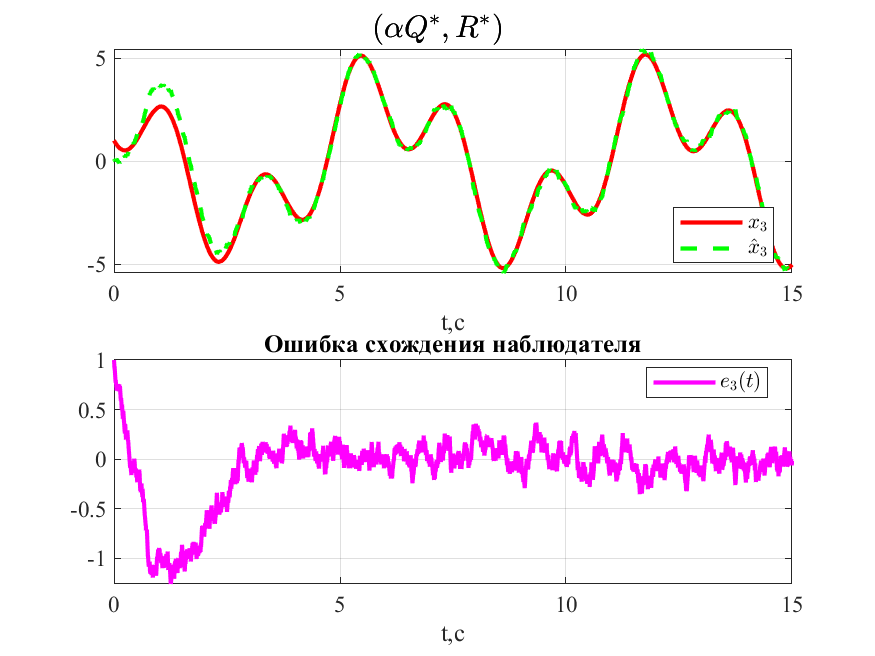 (αQ*, R*)
5
0
-5
x₃
x̂₃
0 5 10 15
t,c
Ошибка схождения наблюдателя
1
0.5
0
-0.5
-1
e₃(t)
0 5 10 15
t,c